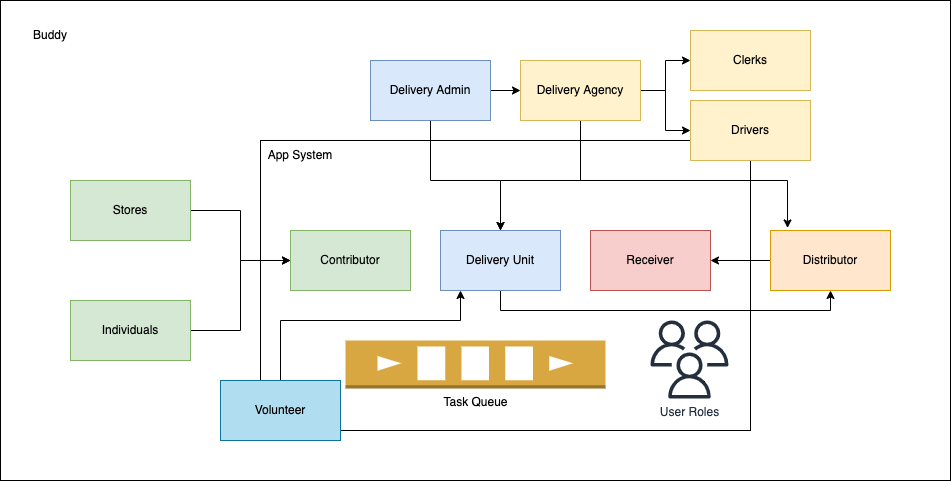 Buddy
Clerks
Delivery Admin
Delivery Agency
Drivers
App System
Stores
Contributor
Delivery Unit
Receiver
Distributor
Individuals
Volunteer
Task Queue
User Roles